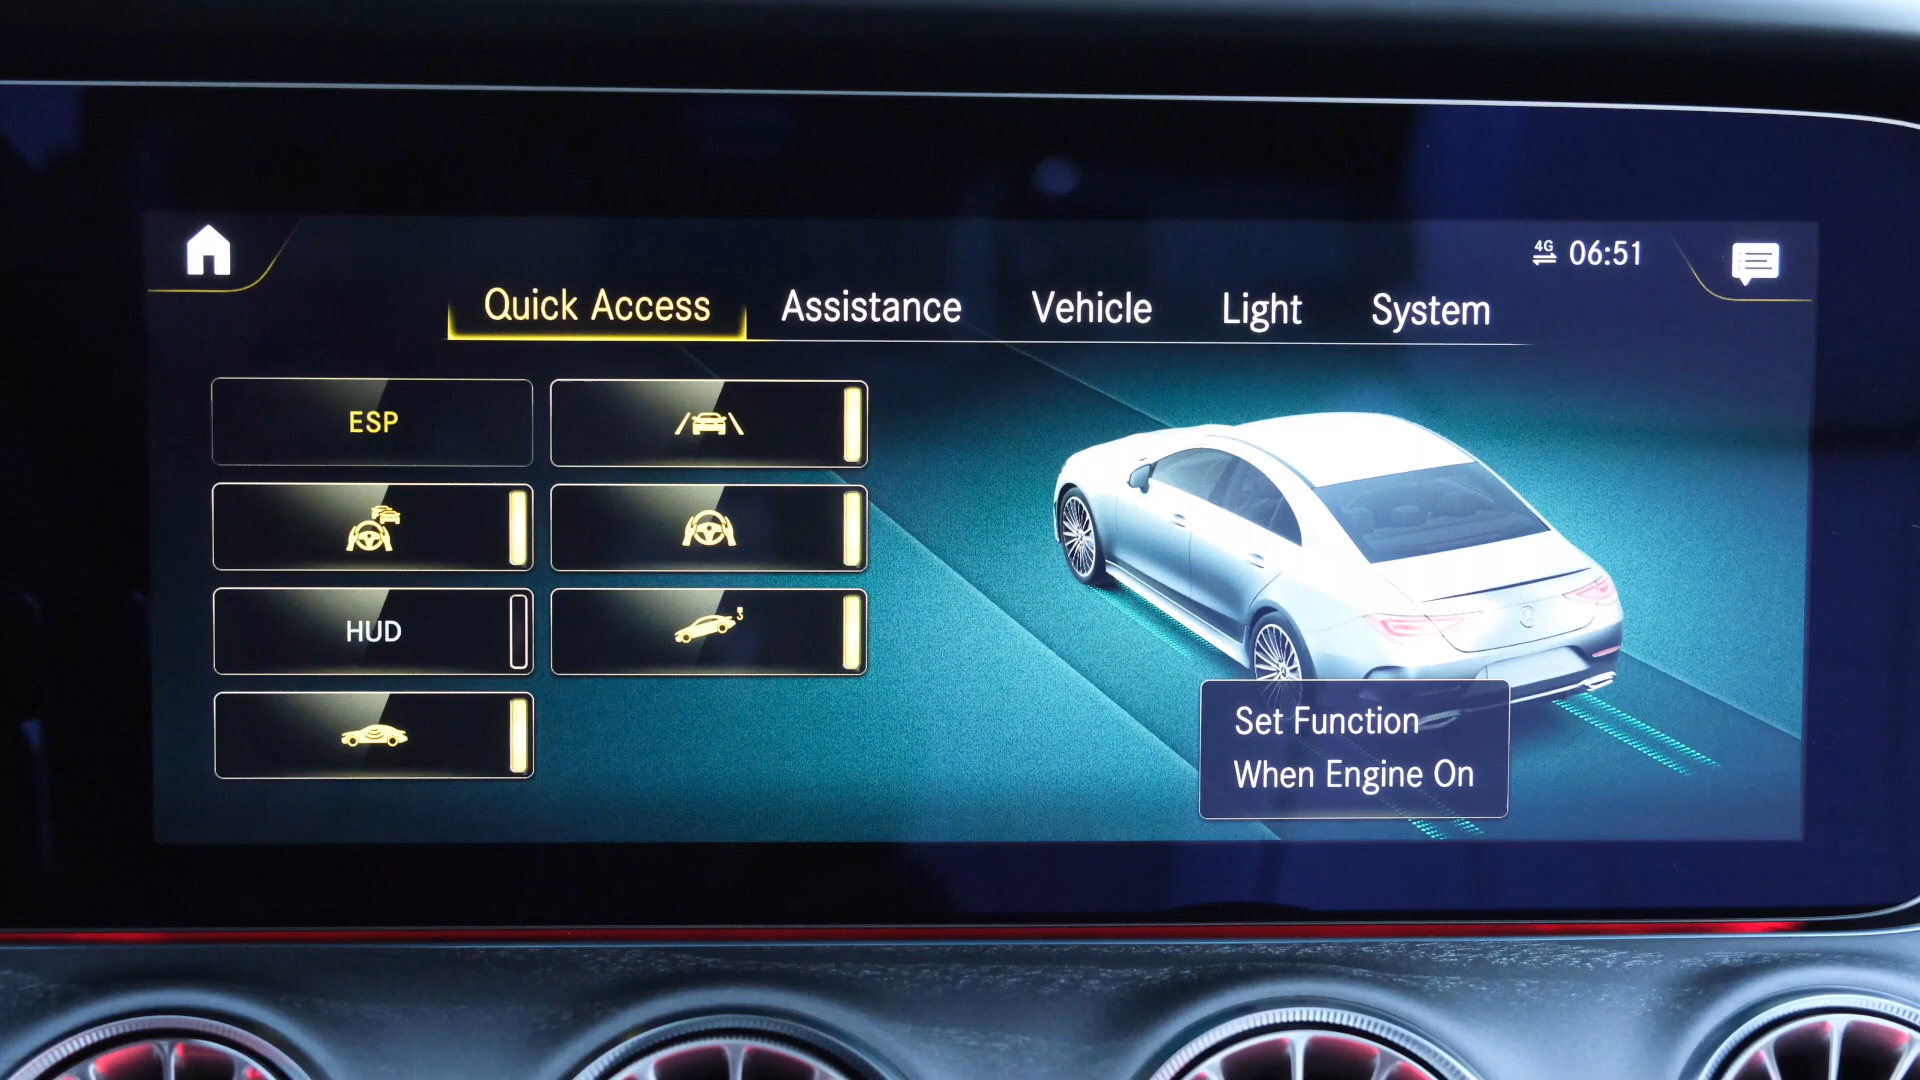 4G 06:51
Quick Access Assistance Vehicle Light System
ESP
HUD
Set Function
When Engine On